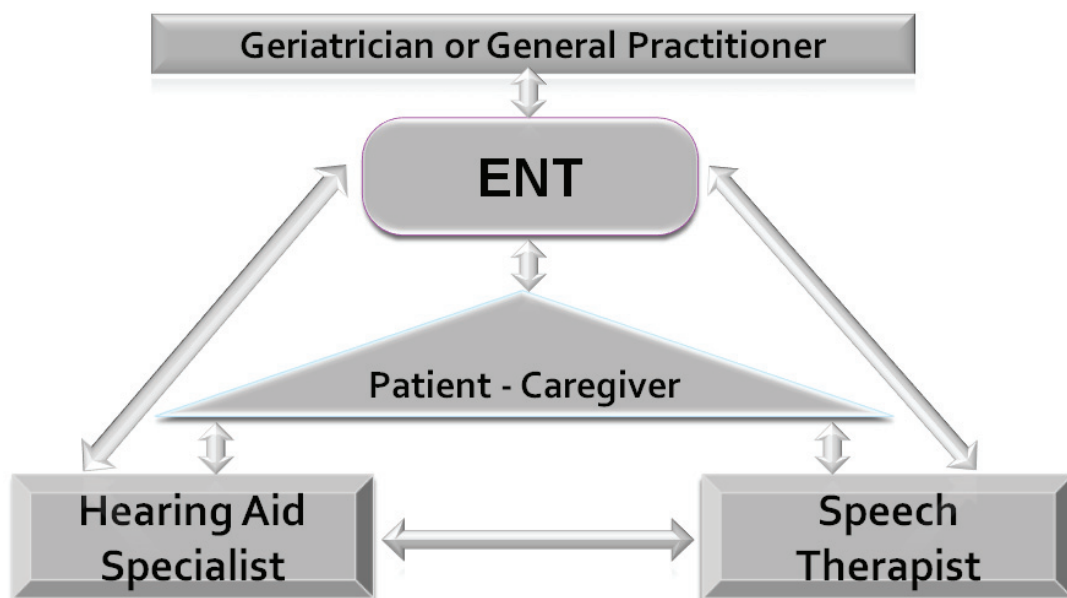 Geriatrician or General Practitioner
ENT
Patient - Caregiver
Hearing Aid
Specialist
Speech
Therapist